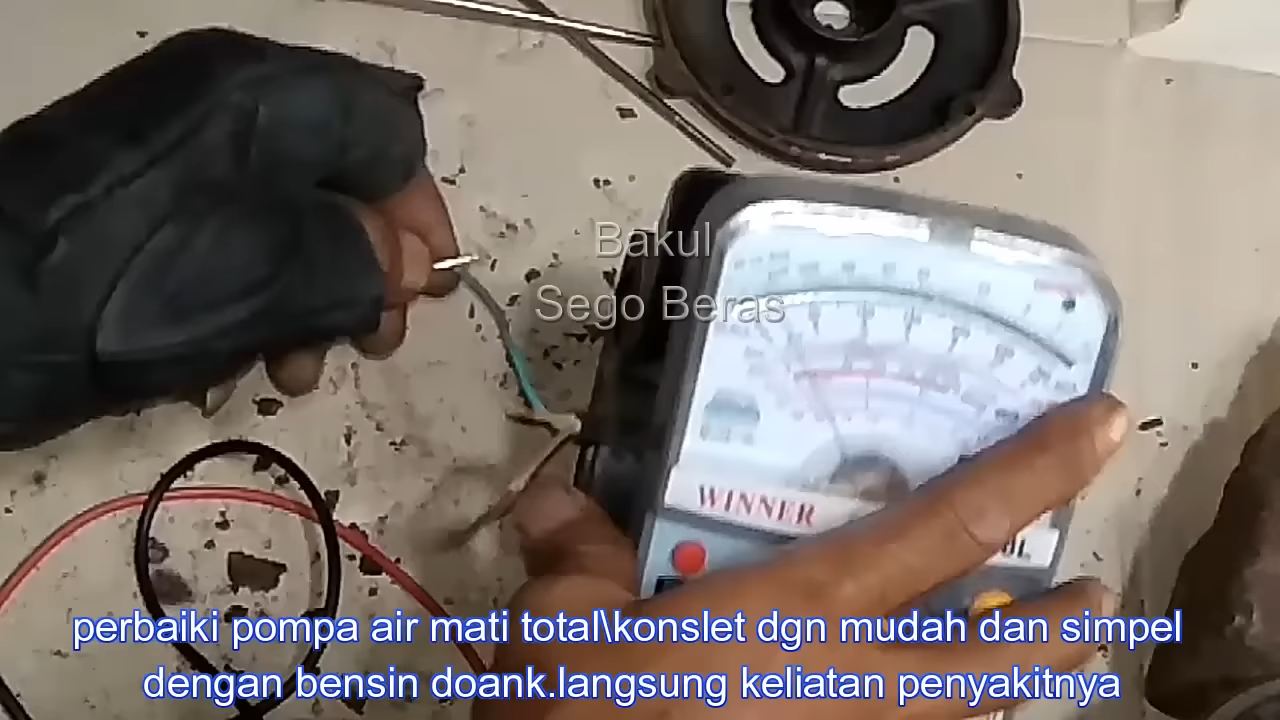 Bakul
Sego Beras
WINNER
perbaiki pompa air mati total\konslet dgn mudah dan simpel
dengan bensin doank.langsung keliatan penyakitnya